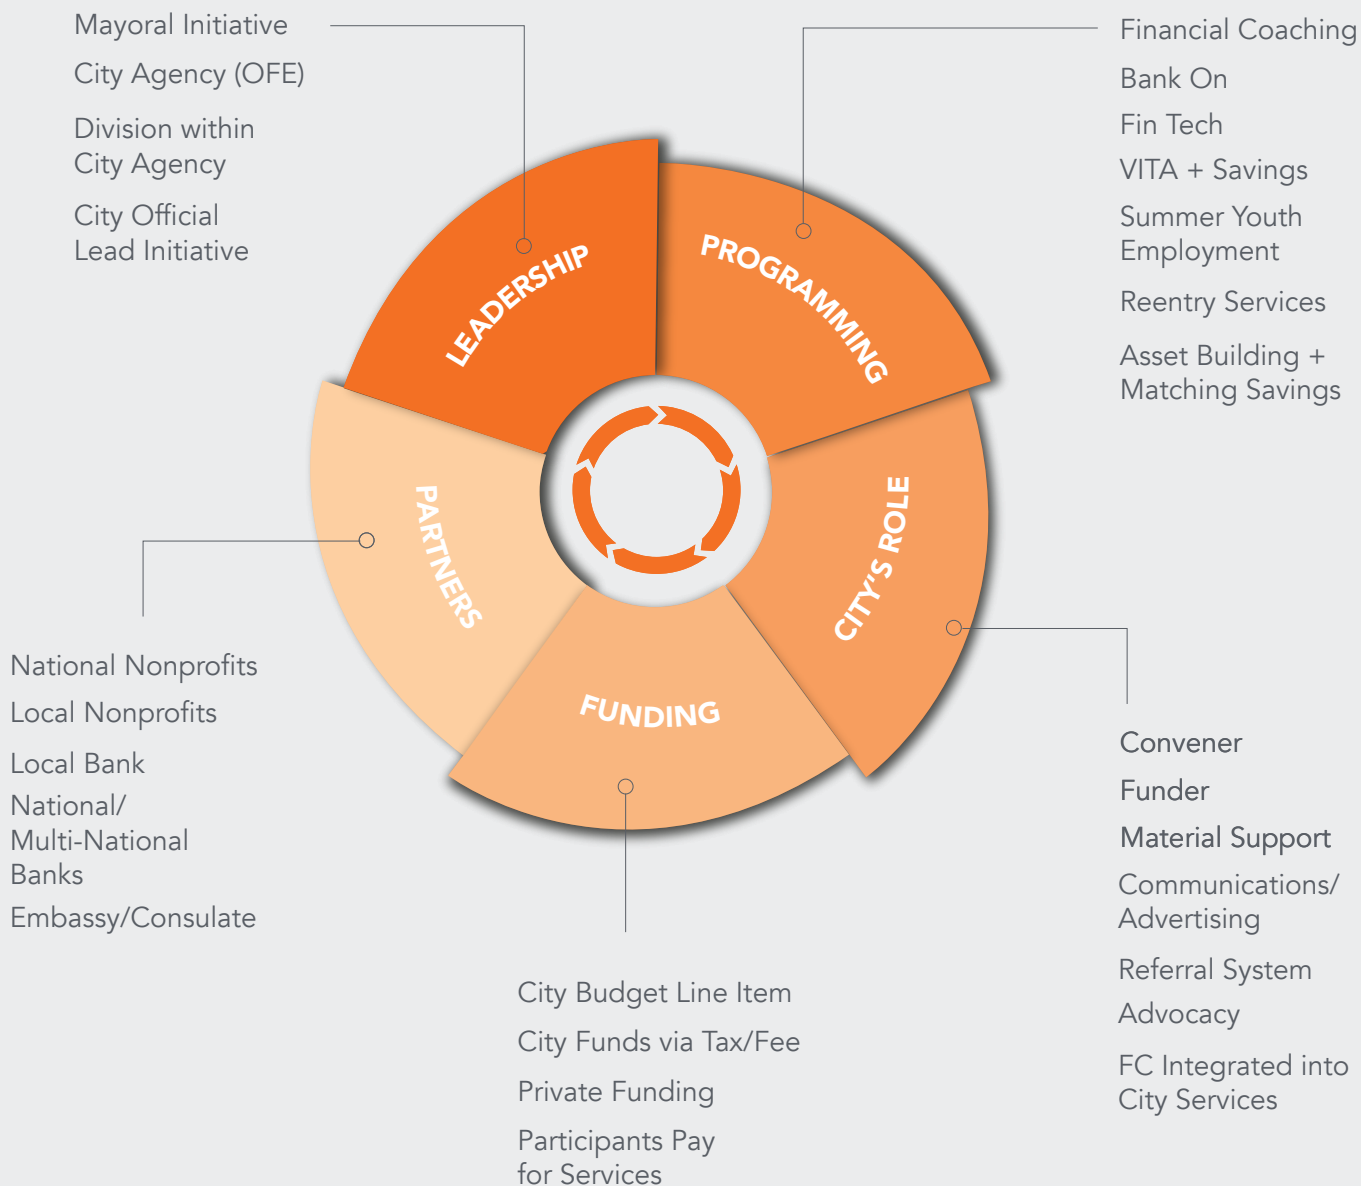 Mayoral Initiative
City Agency (OFE)
Division within
City Agency
City Official
Lead Initiative
Financial Coaching
Bank On
Fin Tech
VITA + Savings
Summer Youth
Employment
Reentry Services
Asset Building +
Matching Savings
LEADERSHIP
PROGRAMMING
CITY'S ROLE
FUNDING
PARTNERS
National Nonprofits
Local Nonprofits
Local Bank
National/
Multi-National
Banks
Embassy/Consulate
City Budget Line Item
City Funds via Tax/Fee
Private Funding
Participants Pay
for Services
Convener
Funder
Material Support
Communications/
Advertising
Referral System
Advocacy
FC Integrated into
City Services